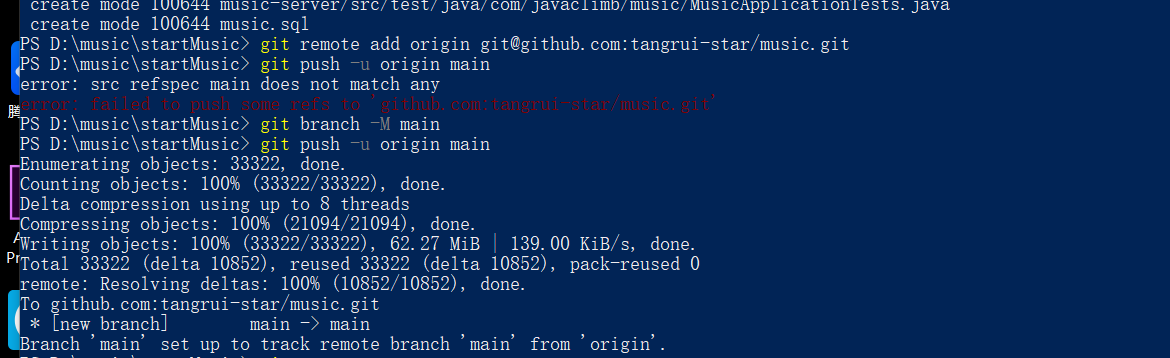 create mode 100644 music-server/src/test/java/com/javaclimb/music/MusicApplicationTests.java
create mode 100644 music.sql
PS D:\music\startMusic> git remote add origin git@github.com:tangrui-star/music.git
PS D:\music\startMusic> git push -u origin main
error: src refspec main does not match any
error: failed to push some refs to 'github.com:tangrui-star/music.git'
PS D:\music\startMusic> git branch -M main
PS D:\music\startMusic> git push -u origin main
Enumerating objects: 33322, done.
Counting objects: 100% (33322/33322), done.
Delta compression using up to 8 threads
Compressing objects: 100% (21094/21094), done.
Writing objects: 100% (33322/33322), 62.27 MiB | 139.00 KiB/s, done.
Total 33322 (delta 10852), reused 33322 (delta 10852), pack-reused 0
remote: Resolving deltas: 100% (10852/10852), done.
To github.com:tangrui-star/music.git
 * [new branch]        main -> main
Branch 'main' set up to track remote branch 'main' from 'origin'.
腾
A
Pr